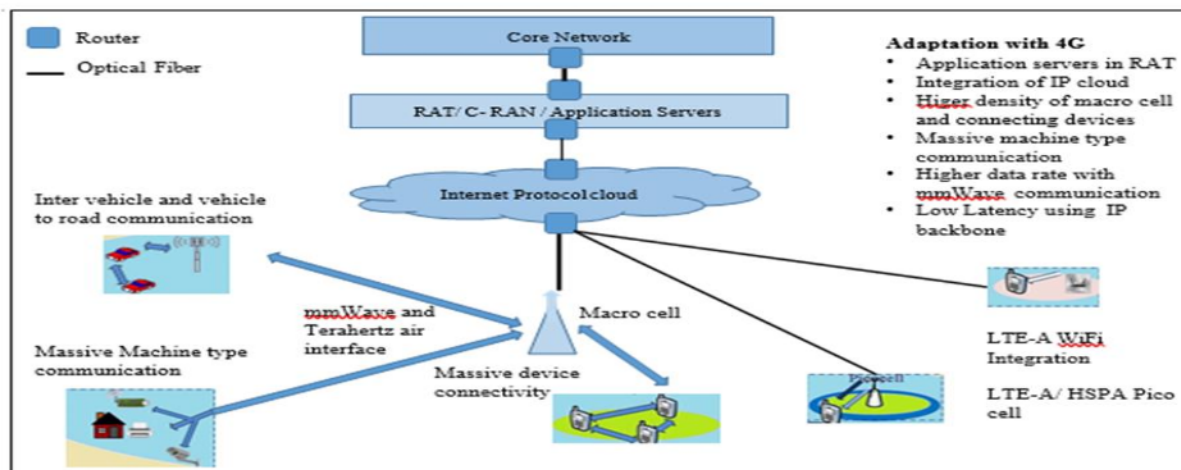 Router
Optical Fiber
Core Network
RAT/ C- RAN / Application Servers
Internet Protocol cloud
Adaptation with 4G
• Application servers in RAT
• Integration of IP cloud
• Higer density of macro cell
and connecting devices
• Massive machine type
communication
• Higher data rate with
mmWave communication
• Low Latency using IP
backbone
Inter vehicle and vehicle
to road communication
mmWave and
Terahertz air
interface
Macro cell
Massive Machine type
communication
Massive device
connectivity
LTE-A WiFi
Integration
Picocell
LTE-A/ HSPA Pico
cell